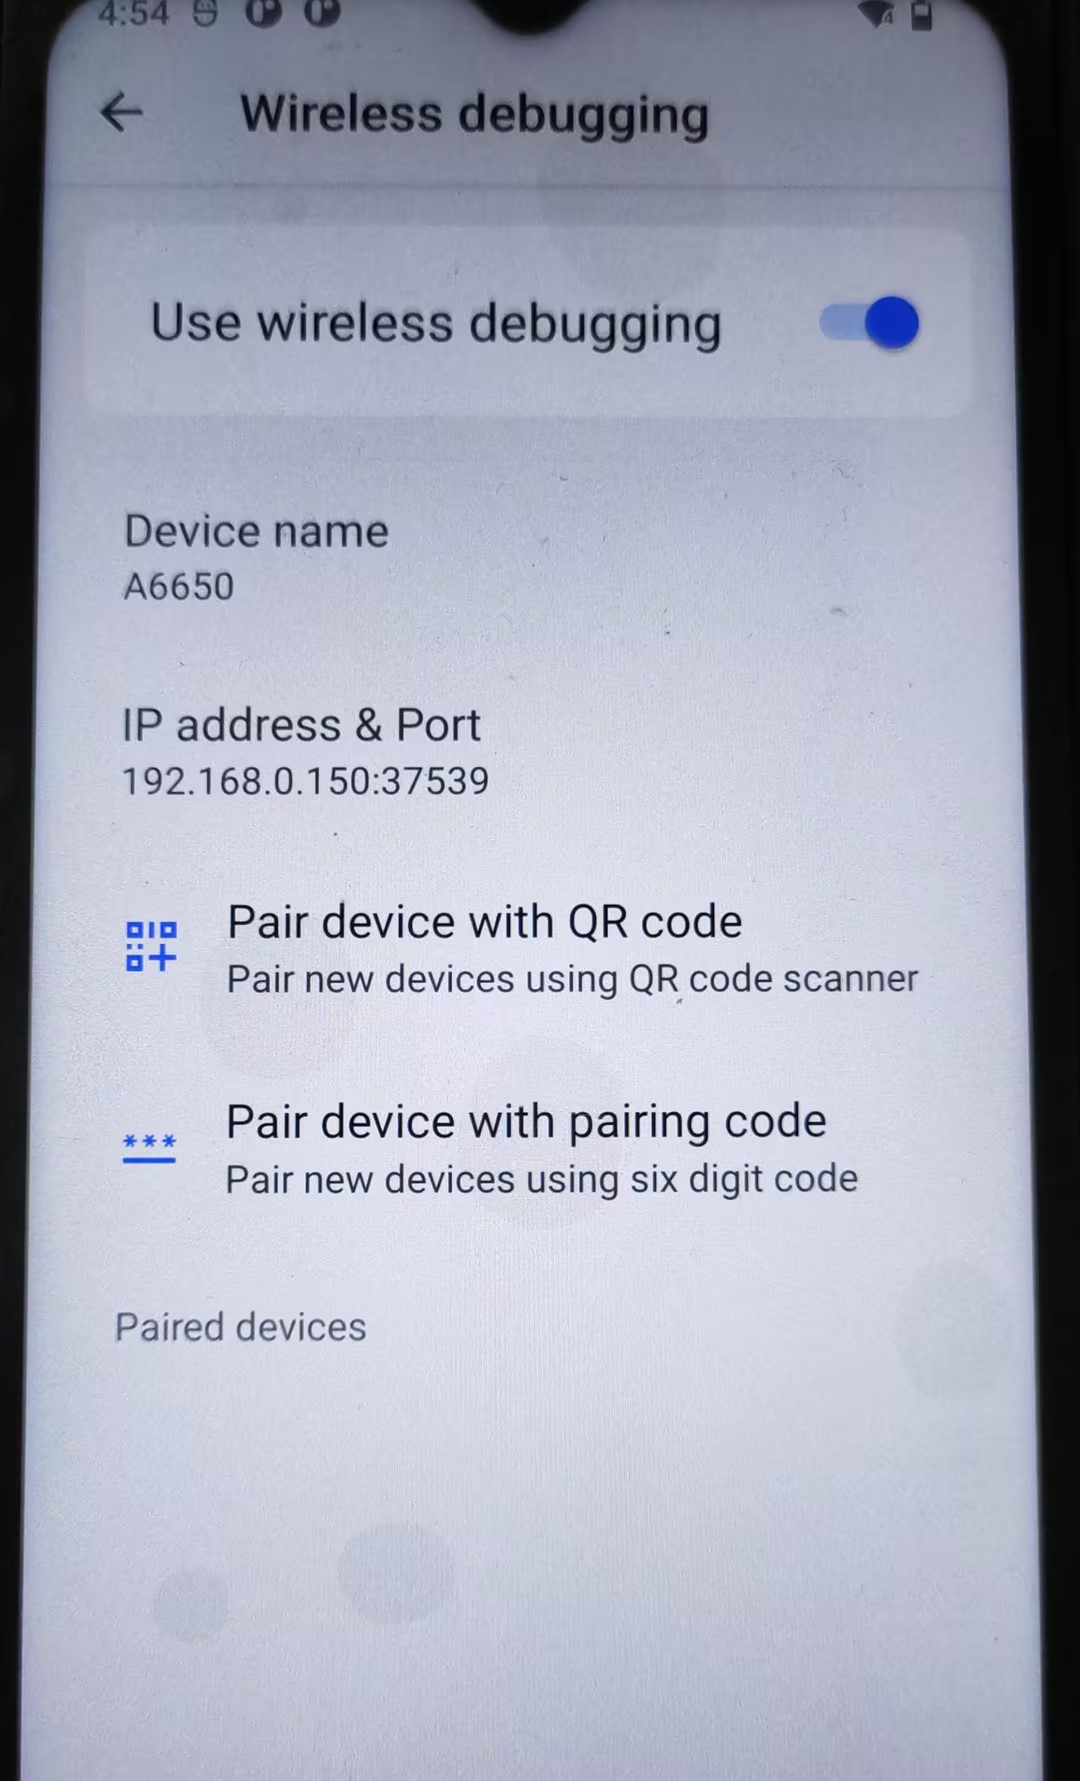 4:54
Wireless debugging
Use wireless debugging
Device name
A6650
IP address & Port
192.168.0.150:37539
Pair device with QR code
Pair new devices using QR code scanner
Pair device with pairing code
Pair new devices using six digit code
Paired devices